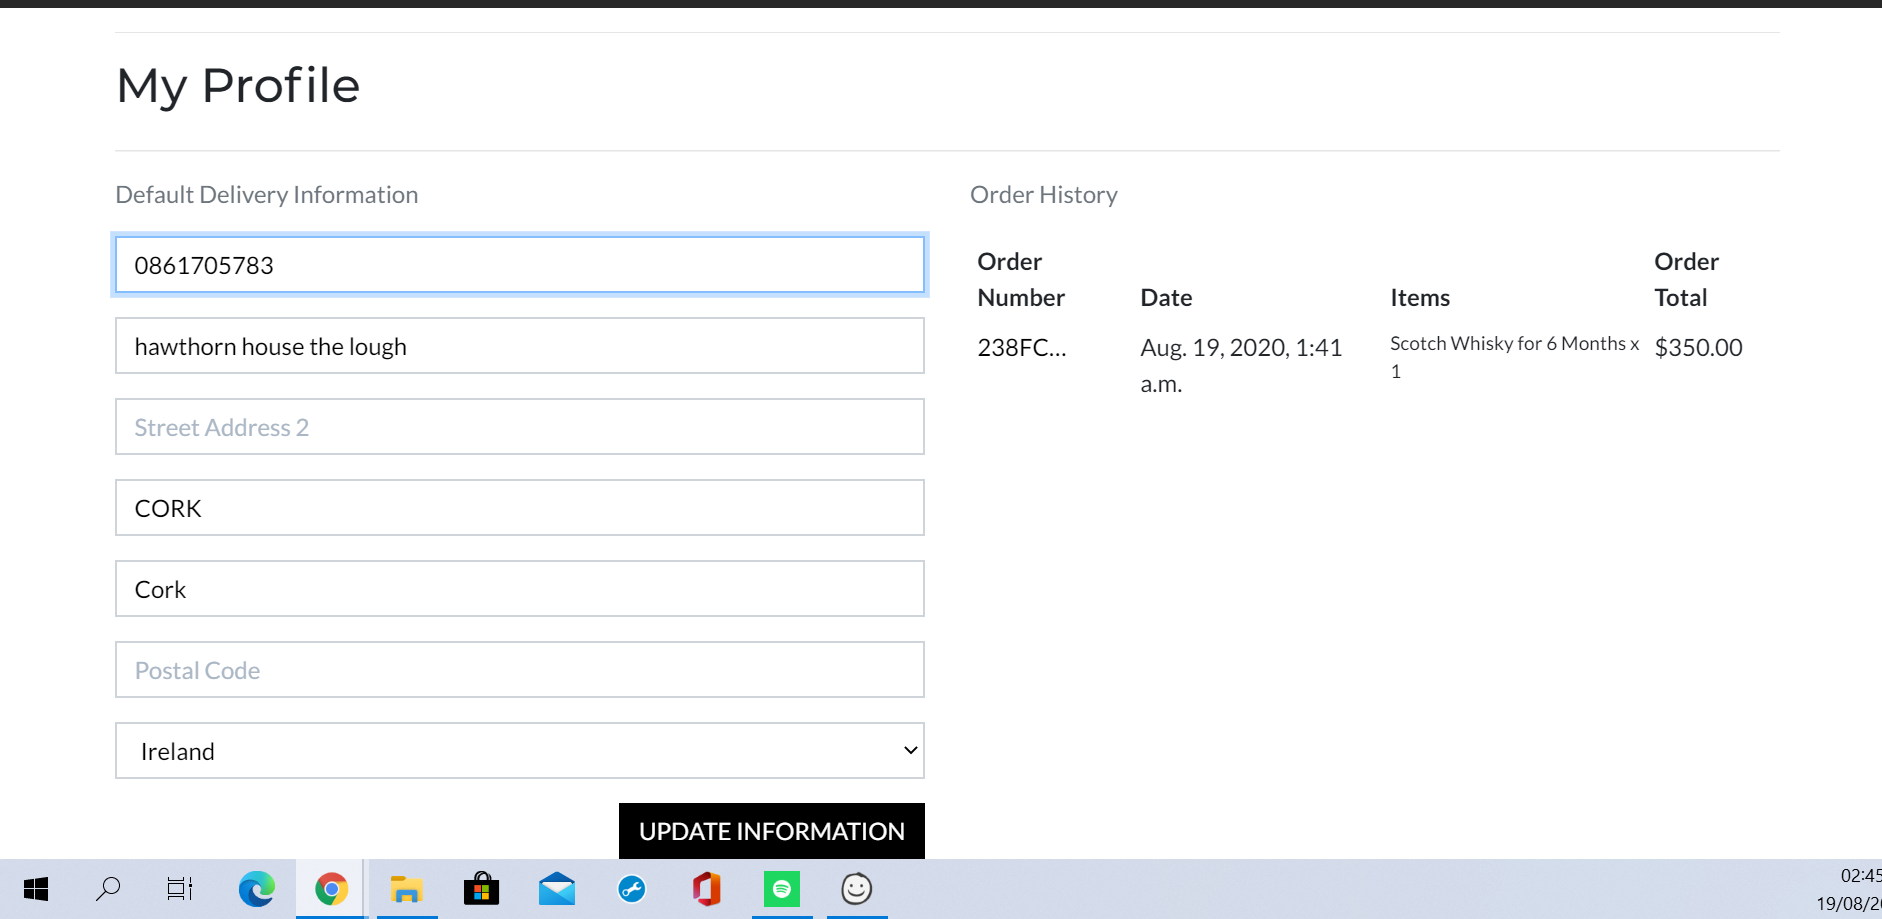 My Profile
Default Delivery Information
0861705783
hawthorn house the lough
Street Address 2
CORK
Cork
Postal Code
Ireland
UPDATE INFORMATION
Order History
Order Number
Date
Items
Order Total
238FC...
Aug. 19, 2020, 1:41
a.m.
Scotch Whisky for 6 Months x
1
$350.00
02:45
19/08/2